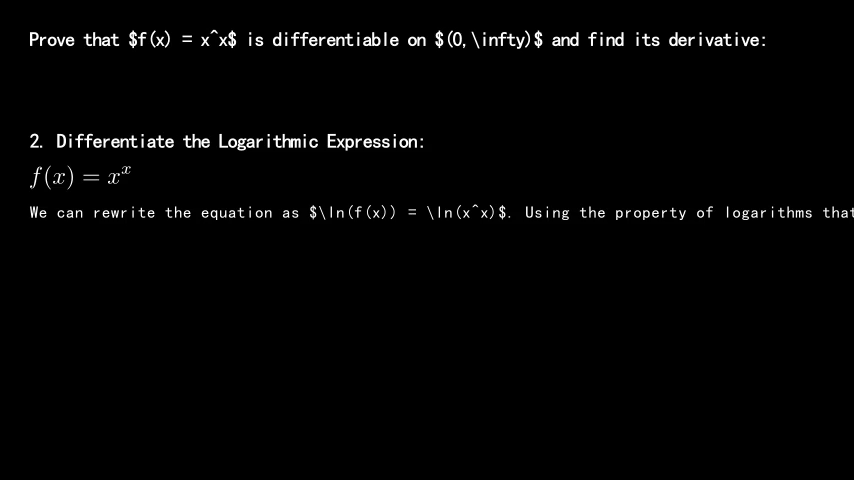 Prove that $f(x) = x^x$ is differentiable on $(0,\infty)$ and find its derivative:
2. Differentiate the Logarithmic Expression:
f(x) = x^x
We can rewrite the equation as $\ln(f(x)) = \ln(x^x)$. Using the property of logarithms that